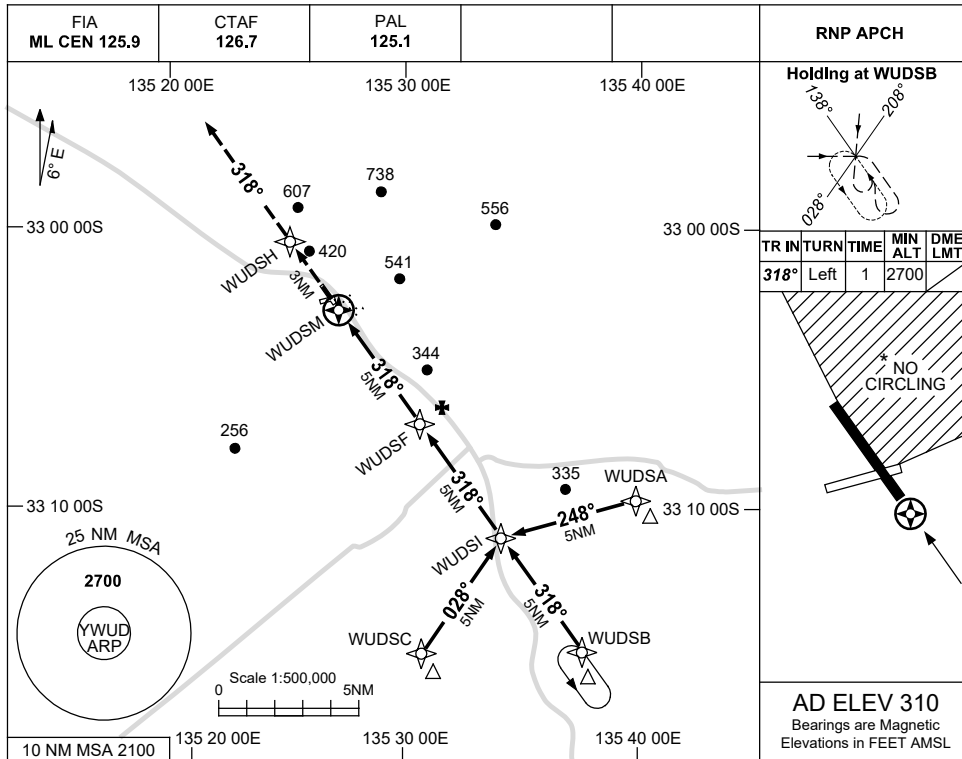 FIA
ML CEN 125.9
CTAF
126.7
PAL
125.1
RNP APCH
135 20 00E
135 30 00E
135 40 00E
6° E
318°
607
738
556
33 00 00S
33 00 00S
WUDSH
420
3NM
541
WUDSM
318°
5NM
344
256
WUDSF
318°
5NM
335
WUDSA
33 10 00S
33 10 00S
248°
5NM
WUDSI
25 NM MSA
2700
YWUD
ARP
028°
5NM
318°
5NM
WUDSC
WUDSB
Scale 1:500,000
0
5NM
10 NM MSA 2100
135 20 00E
135 30 00E
135 40 00E
Holding at WUDSB
138°
208°
028°
TR IN
TURN
TIME
MIN ALT
DME LMT
318°
Left
1
2700
* NO
CIRCLING
AD ELEV 310
Bearings are Magnetic
Elevations in FEET AMSL